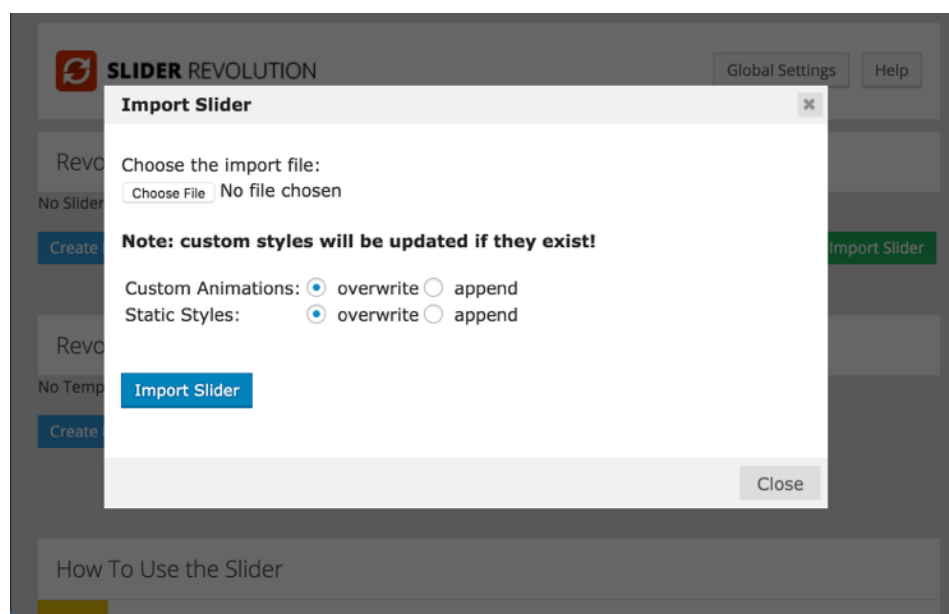 SLIDER REVOLUTION
Global Settings
Help
Import Slider
Revo
Choose the import file:
Choose File No file chosen
No Slider
Note: custom styles will be updated if they exist!
Create
Import Slider
Custom Animations: overwrite append
Static Styles: overwrite append
Revo
No Temp
Import Slider
Create
Close
How To Use the Slider